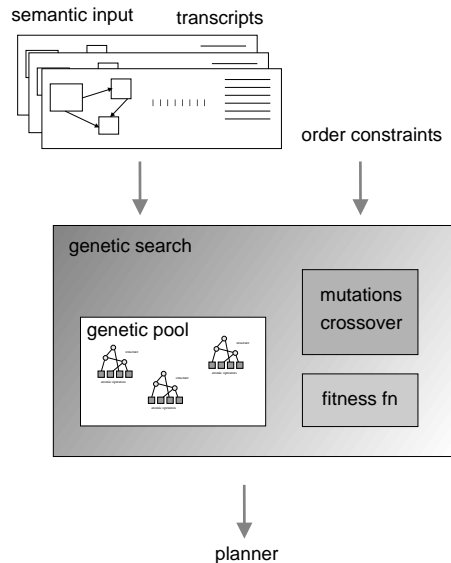 semantic input transcripts
order constraints
genetic search
mutations
crossover
genetic pool
fitness fn
planner